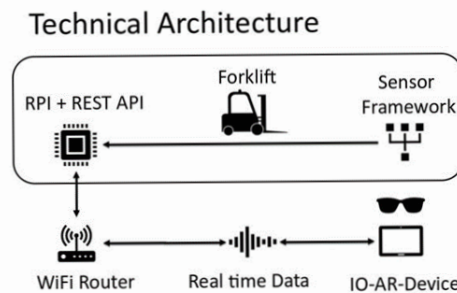 Technical Architecture
Forklift
RPI + REST API
Sensor
Framework
WiFi Router
Real time Data
IO-AR-Device